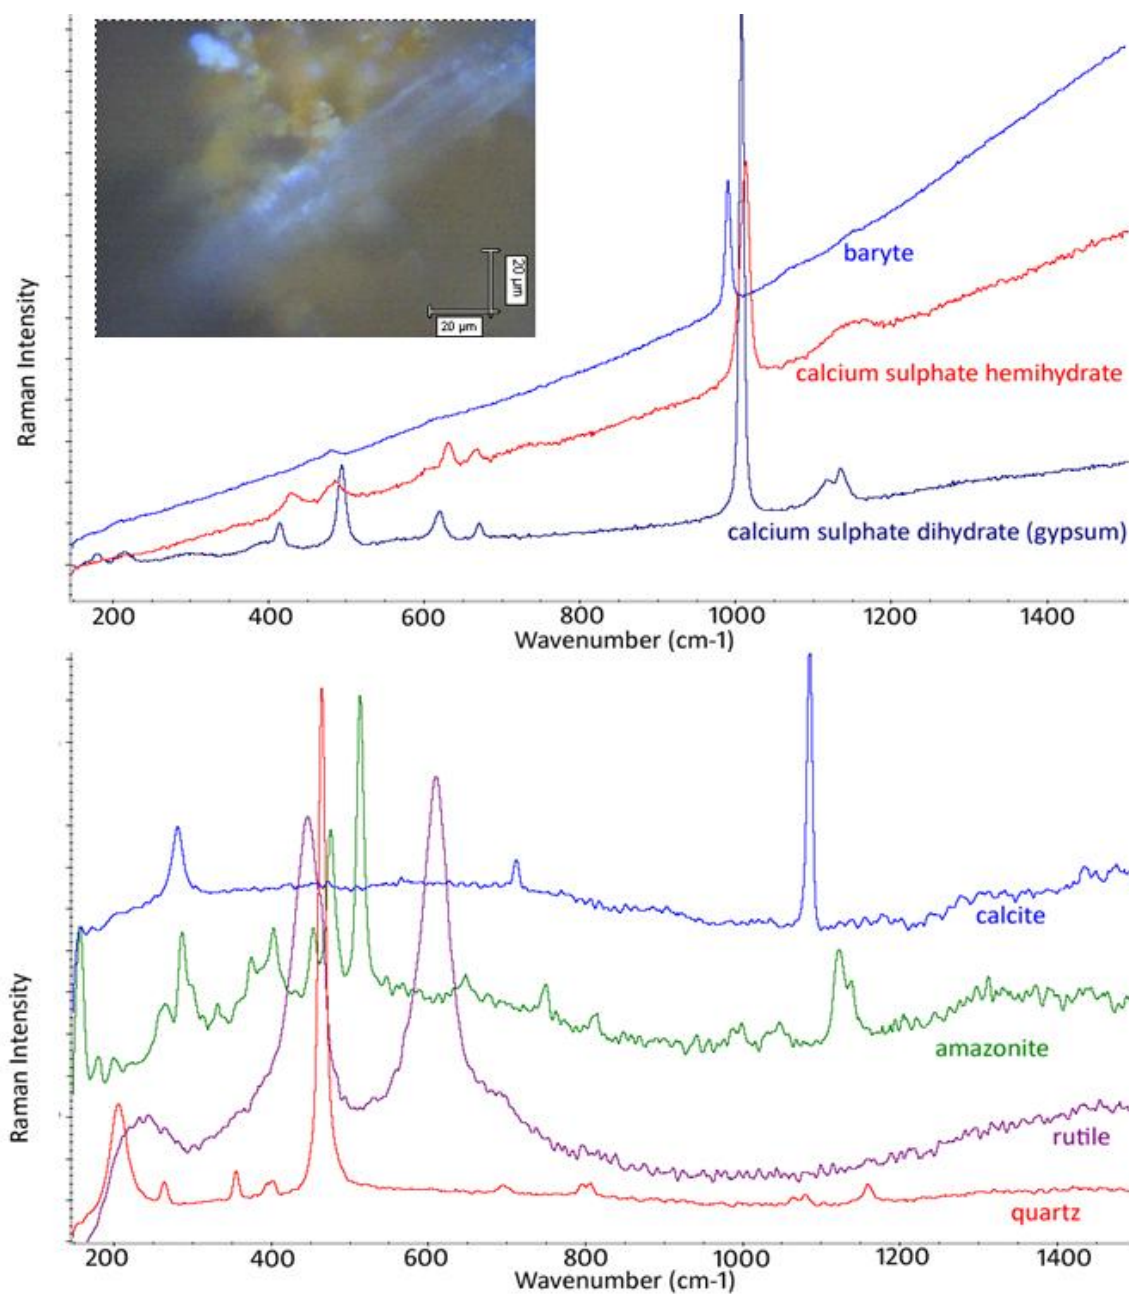 20 µm
20 µm
baryte
calcium sulphate hemihydrate
calcium sulphate dihydrate (gypsum)
Raman Intensity
200 400 600 800 1000 1200 1400
Wavenumber (cm-1)
calcite
amazonite
rutile
quartz
Raman Intensity
200 400 600 800 1000 1200 1400
Wavenumber (cm-1)